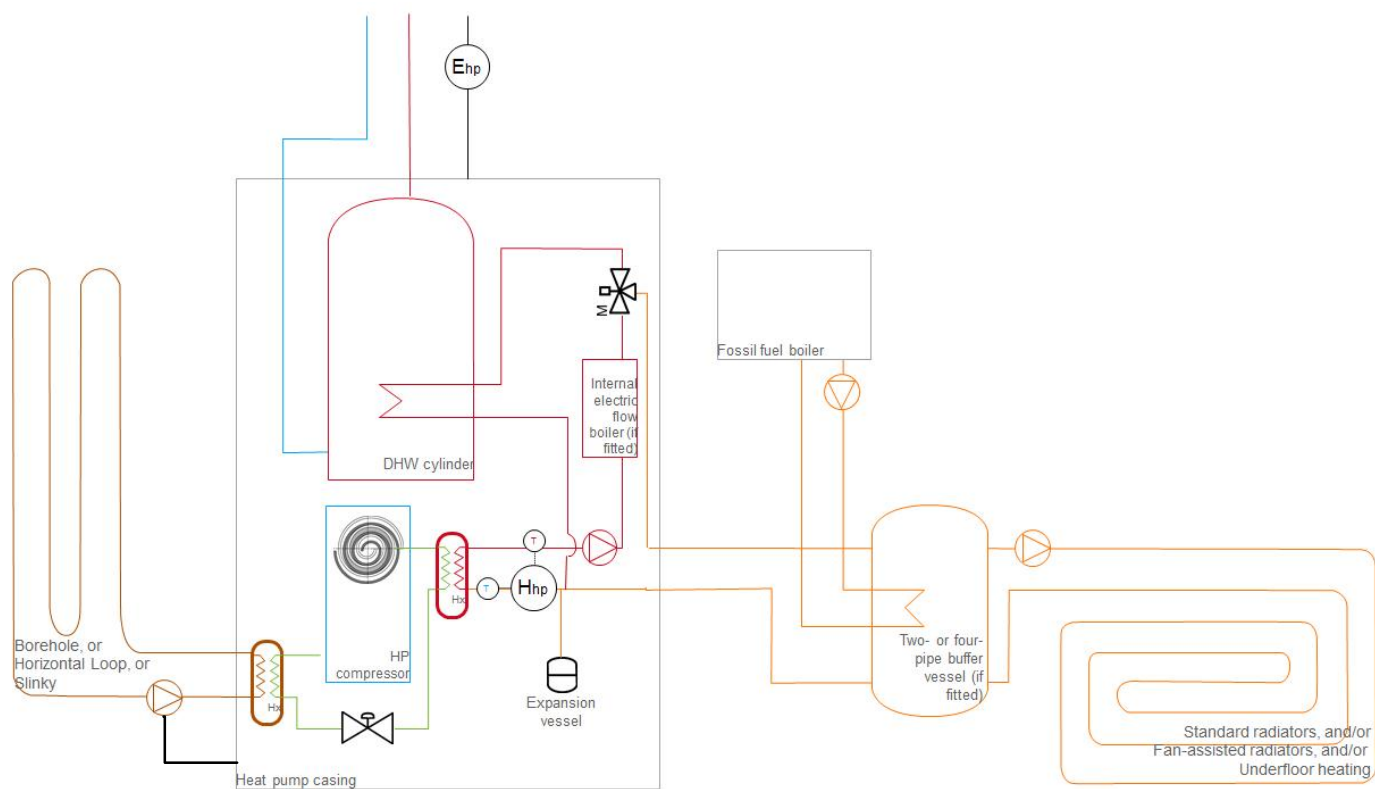 Ehp
M
Internal
electric
flow
boiler (if
fitted)
Fossil fuel boiler
DHW cylinder
T
T
Hhp
Hx
HP
compressor
Borehole, or
Horizontal Loop, or
Slinky
Hx
Expansion
vessel
Two- or four-
pipe buffer
vessel (if
fitted)
Standard radiators, and/or
Fan-assisted radiators, and/or
Underfloor heating
Heat pump casing